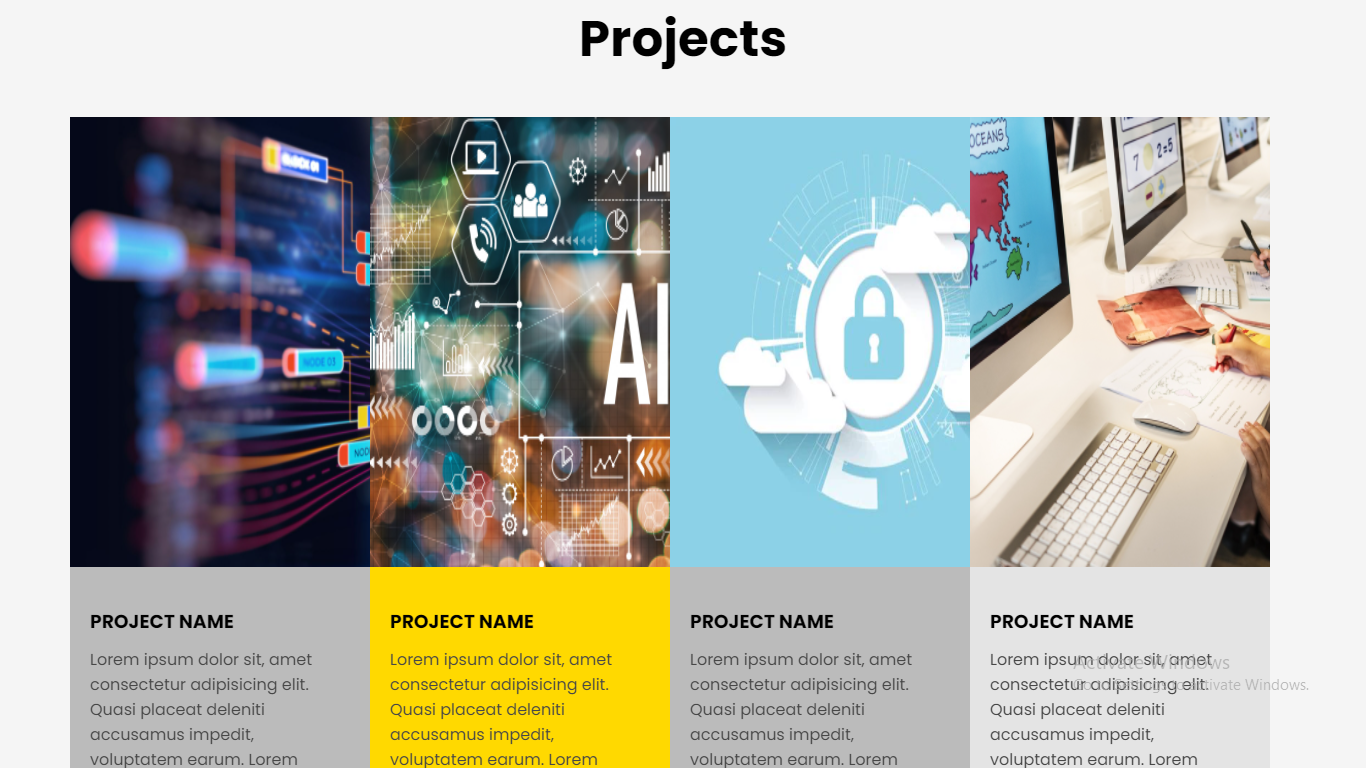 Projects
BLOCK 01
NODE 03
NOD
AI
OCEANS
7 2=5
PROJECT NAME
Lorem ipsum dolor sit, amet
consectetur adipisicing elit.
Quasi placeat deleniti
accusamus impedit,
voluptatem earum. Lorem
PROJECT NAME
Lorem ipsum dolor sit, amet
consectetur adipisicing elit.
Quasi placeat deleniti
accusamus impedit,
voluptatem earum. Lorem
PROJECT NAME
Lorem ipsum dolor sit, amet
consectetur adipisicing elit.
Quasi placeat deleniti
accusamus impedit,
voluptatem earum. Lorem
PROJECT NAME
Lorem ipsum dolor sit, amet
consectetur adipisicing elit.
Quasi placeat deleniti
accusamus impedit,
voluptatem earum. Lorem
Activate Windows
Go to Settings to activate Windows.